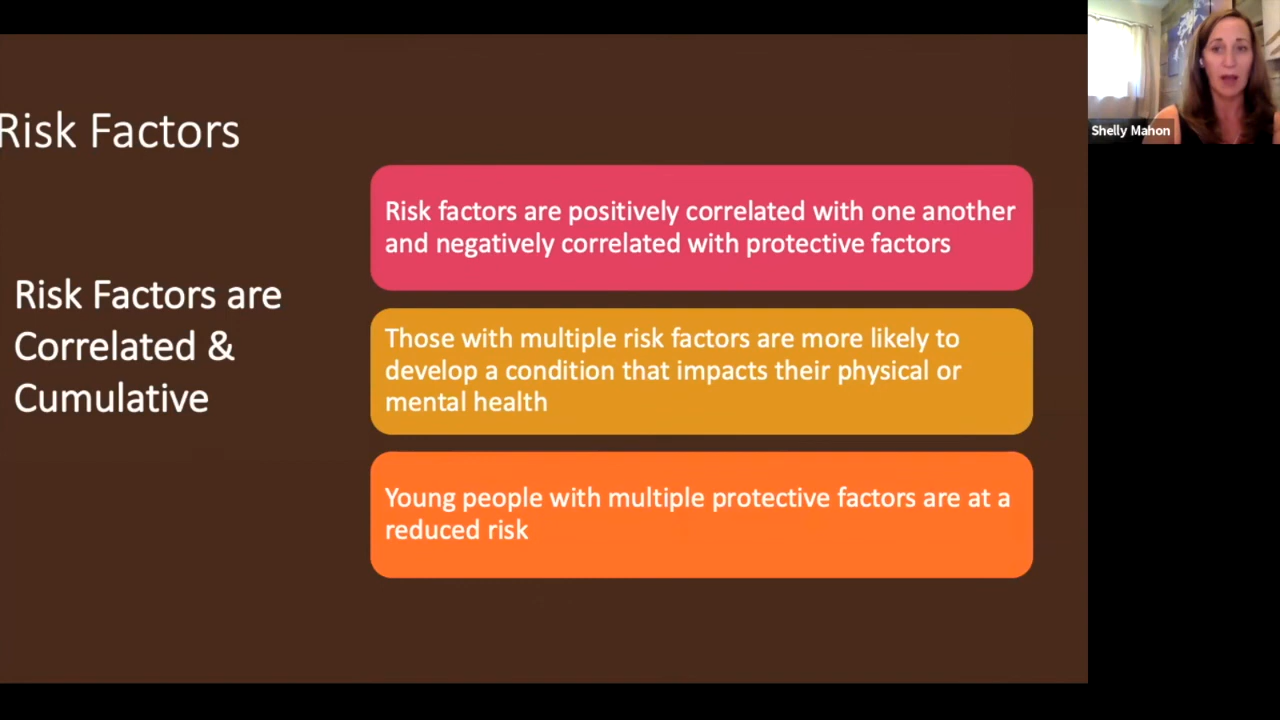 Risk Factors
Shelly Mahon
Risk Factors are
Correlated &
Cumulative
Risk factors are positively correlated with one another
and negatively correlated with protective factors
Those with multiple risk factors are more likely to
develop a condition that impacts their physical or
mental health
Young people with multiple protective factors are at a
reduced risk